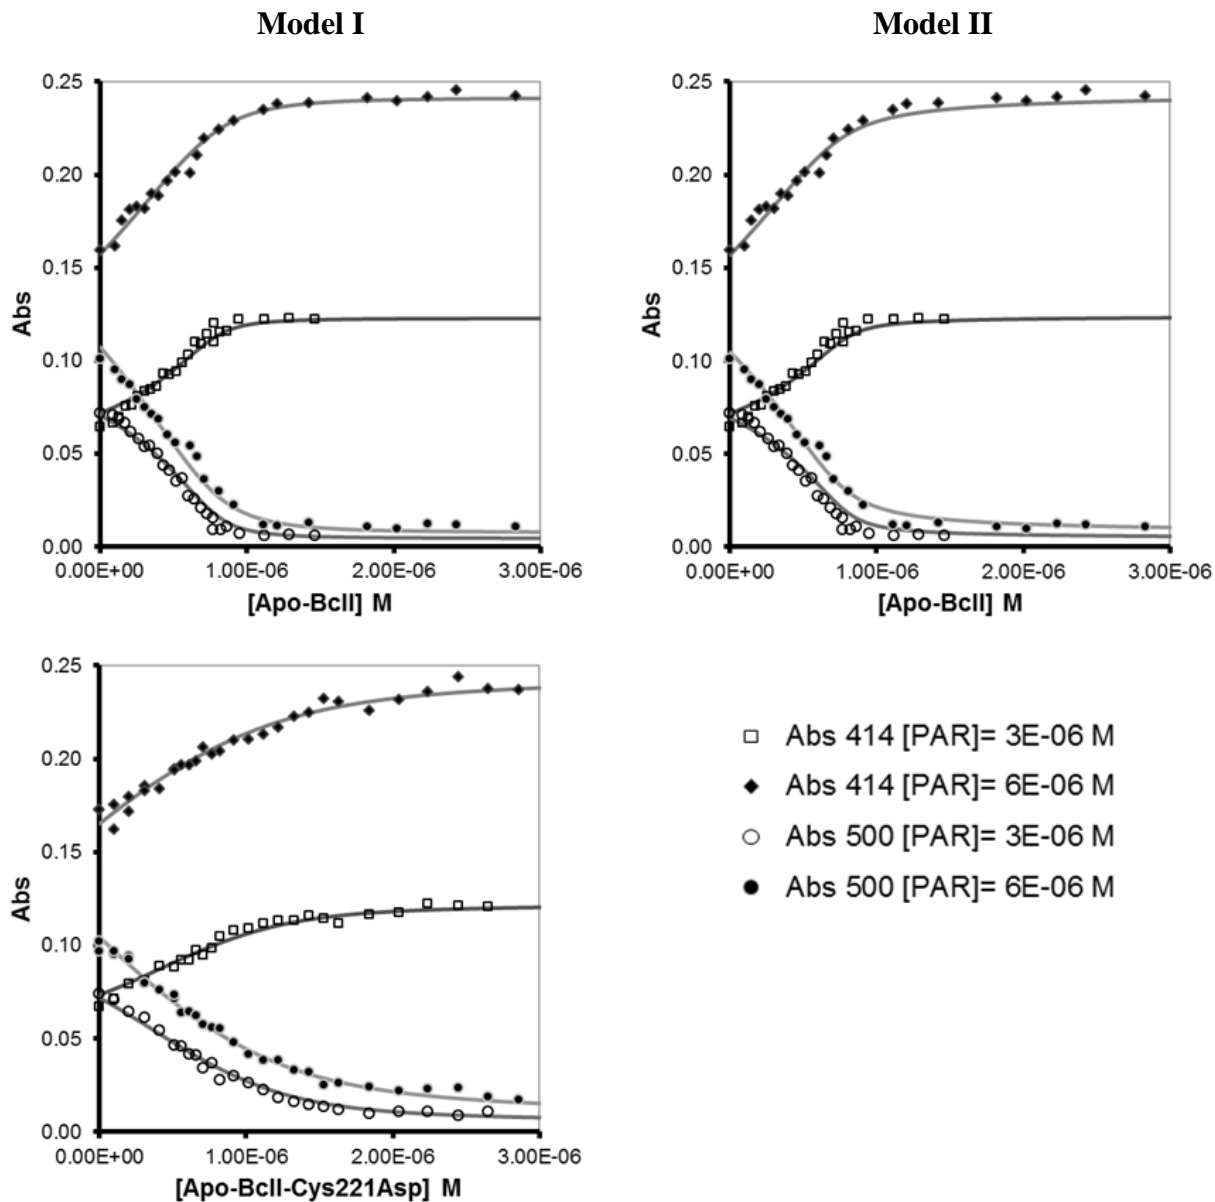 Model I
Model II
0.25
0.20
0.15
0.10
0.05
0.00
Abs
0.00E+00 1.00E-06 2.00E-06 3.00E-06
[Apo-BcII] M
0.25
0.20
0.15
0.10
0.05
0.00
Abs
0.00E+00 1.00E-06 2.00E-06 3.00E-06
[Apo-BcII] M
0.25
0.20
0.15
0.10
0.05
0.00
Abs
0.00E+00 1.00E-06 2.00E-06 3.00E-06
[Apo-BcII-Cys221Asp] M
Abs 414 [PAR]= 3E-06 M
Abs 414 [PAR]= 6E-06 M
Abs 500 [PAR]= 3E-06 M
Abs 500 [PAR]= 6E-06 M